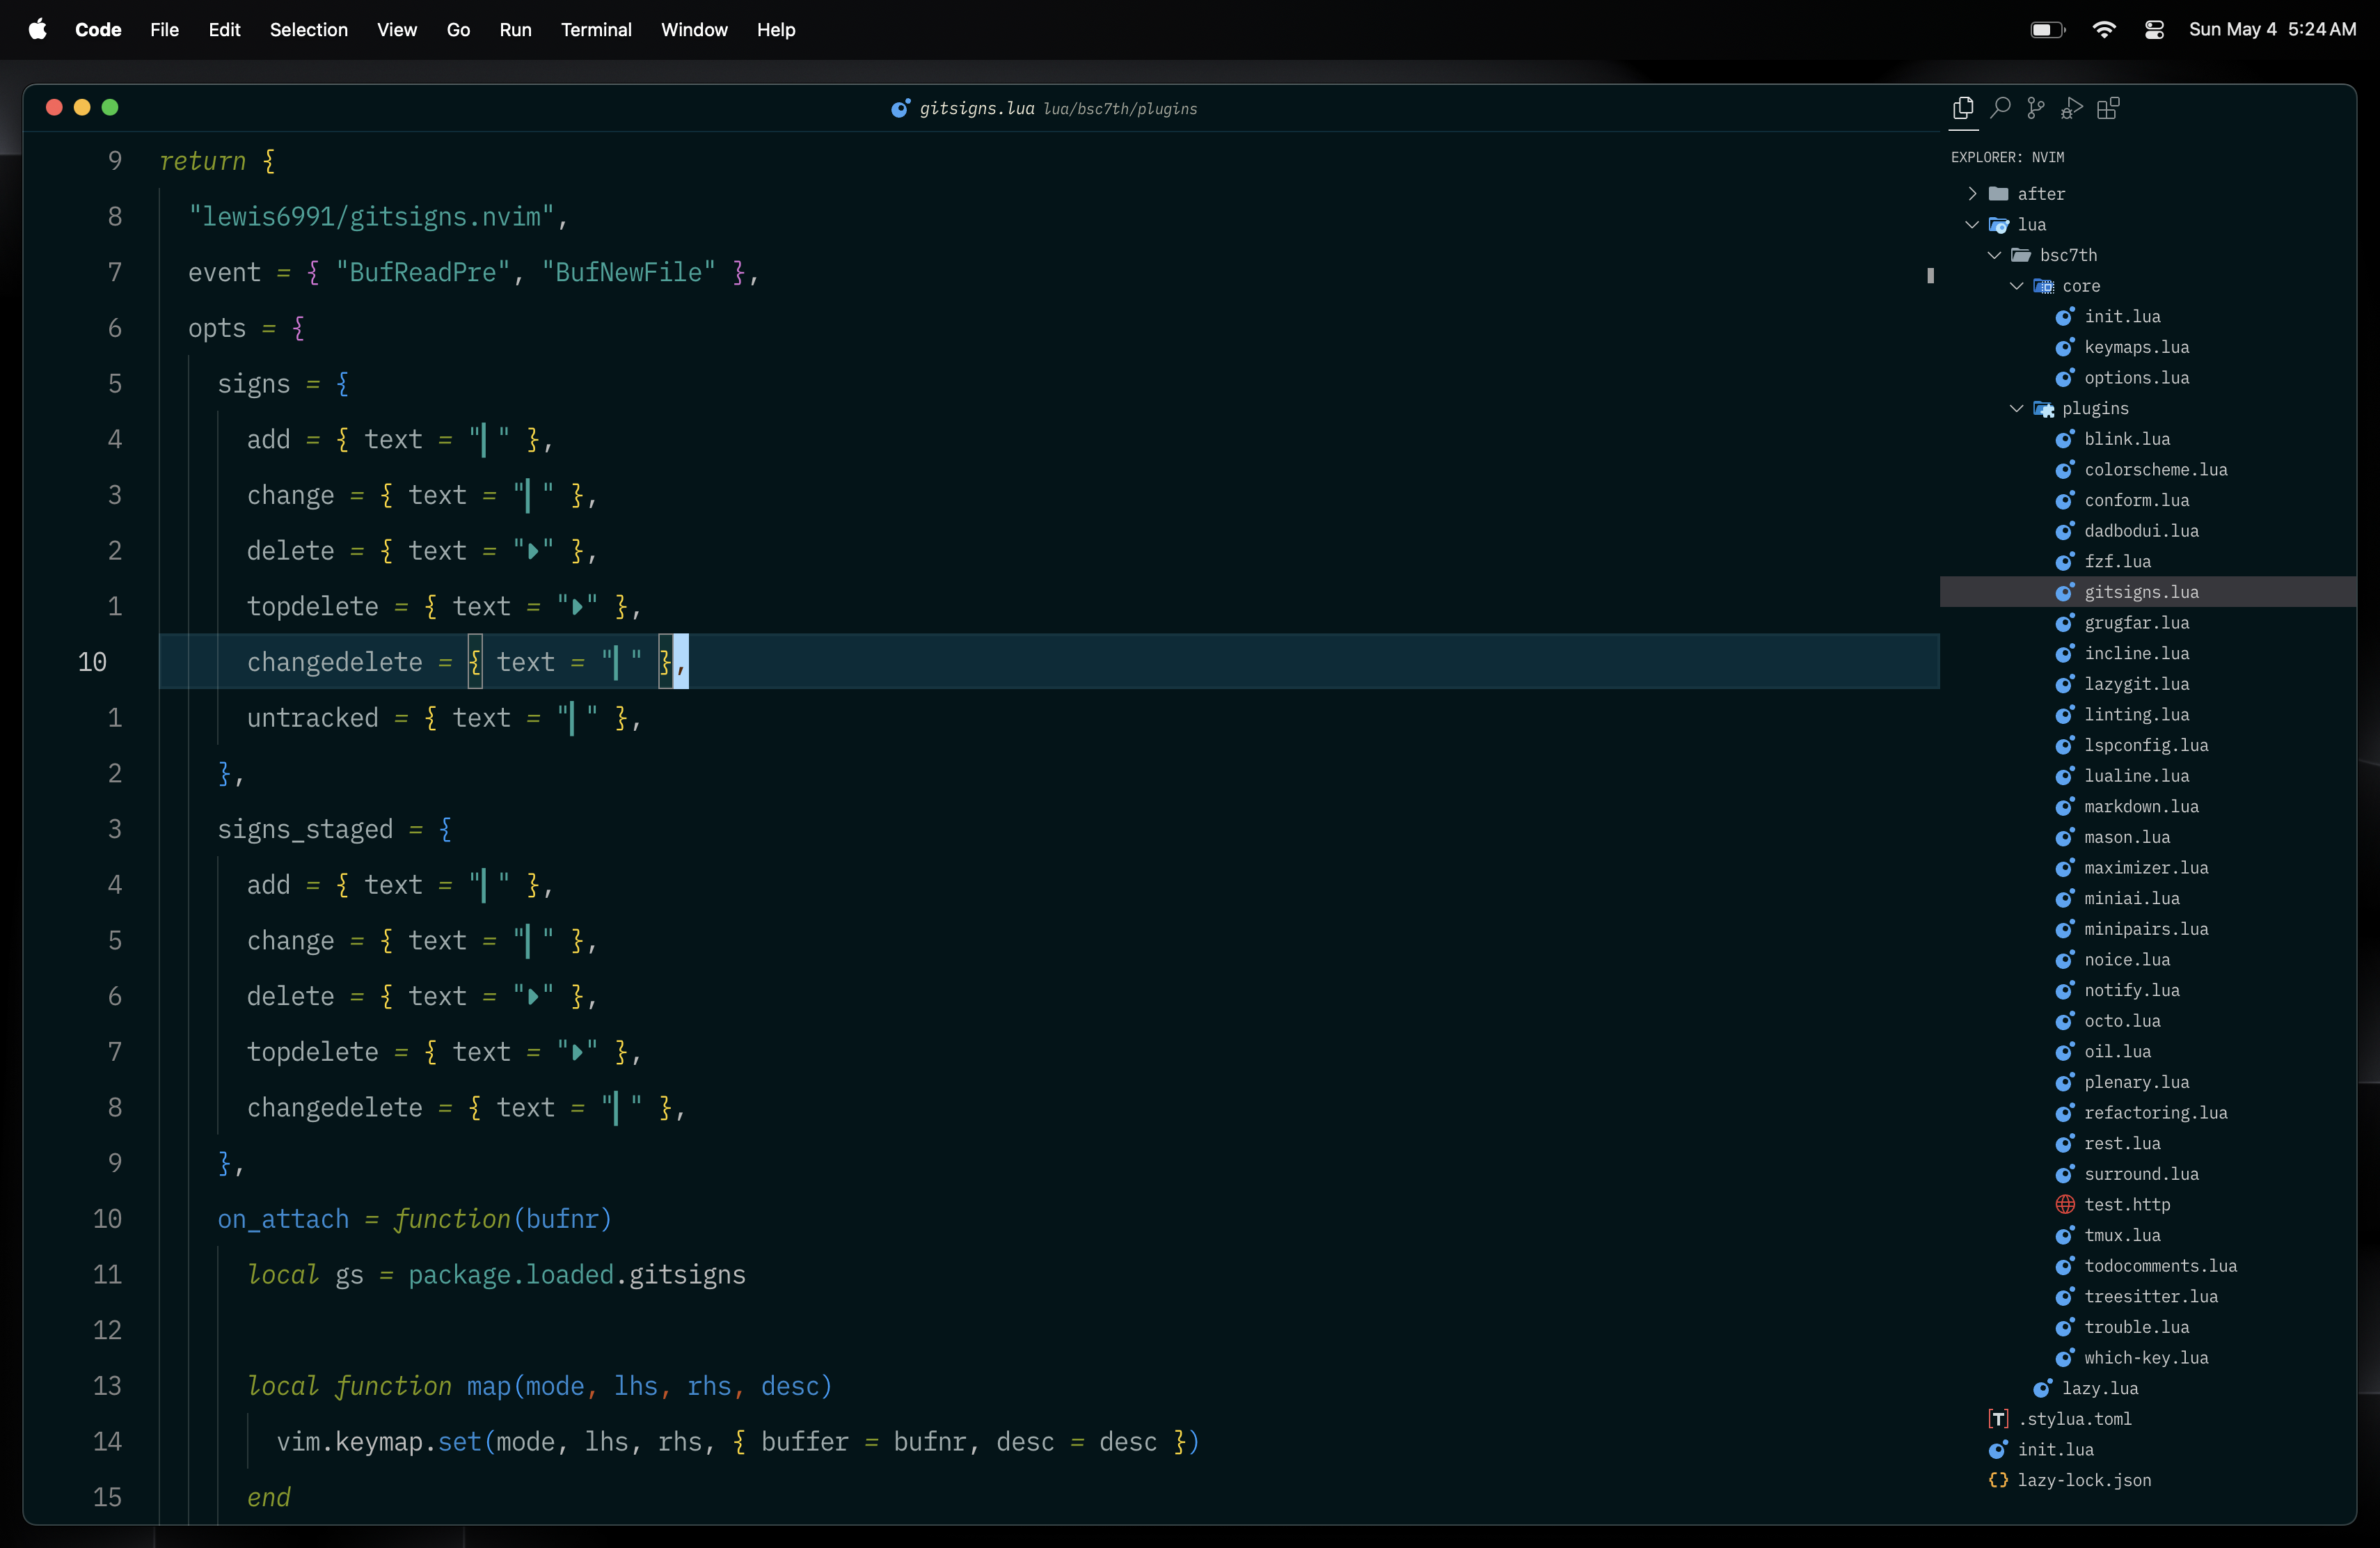 Code File Edit Selection View Go Run Terminal Window Help Sun May 4 5:24 AM
gitsigns.lua lua/bsc7th/plugins
9 return {
8 "lewis6991/gitsigns.nvim",
7 event = { "BufReadPre", "BufNewFile" },
6 opts = {
5 signs = {
4 add = { text = "▎" },
3 change = { text = "▎" },
2 delete = { text = "" },
1 topdelete = { text = "" },
10 changedelete = { text = "▎" },
1 untracked = { text = "▎" },
2 },
3 signs_staged = {
4 add = { text = "▎" },
5 change = { text = "▎" },
6 delete = { text = "" },
7 topdelete = { text = "" },
8 changedelete = { text = "▎" },
9 },
10 on_attach = function(bufnr)
11 local gs = package.loaded.gitsigns
12
13 local function map(mode, lhs, rhs, desc)
14 vim.keymap.set(mode, lhs, rhs, { buffer = bufnr, desc = desc })
15 end
EXPLORER: NVIM
after
lua
bsc7th
core
init.lua
keymaps.lua
options.lua
plugins
blink.lua
colorscheme.lua
conform.lua
dadbodui.lua
fzf.lua
gitsigns.lua
grugfar.lua
incline.lua
lazygit.lua
linting.lua
lspconfig.lua
lualine.lua
markdown.lua
mason.lua
maximizer.lua
miniai.lua
minipairs.lua
noice.lua
notify.lua
octo.lua
oil.lua
plenary.lua
refactoring.lua
rest.lua
surround.lua
test.http
tmux.lua
todocomments.lua
treesitter.lua
trouble.lua
which-key.lua
lazy.lua
.stylua.toml
init.lua
lazy-lock.json